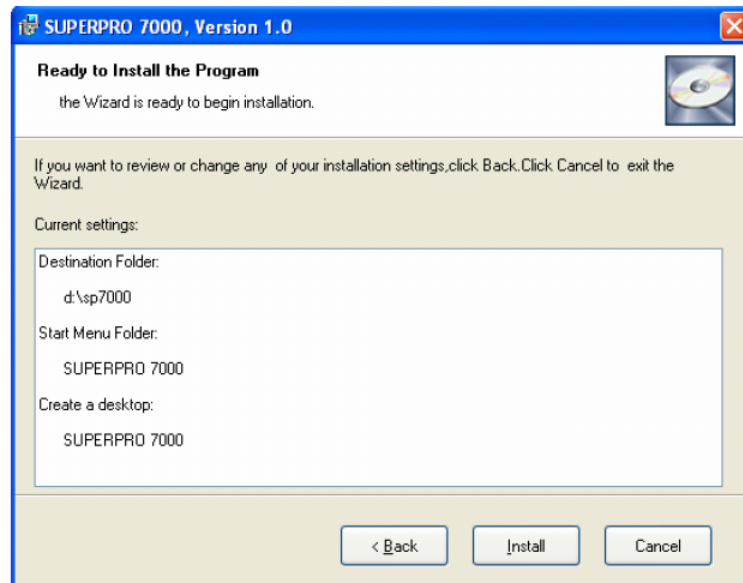 SUPERPRO 7000, Version 1.0
Ready to Install the Program
the Wizard is ready to begin installation.
If you want to review or change any of your installation settings,click Back.Click Cancel to exit the
Wizard.
Current settings:
Destination Folder:
d:\sp7000
Start Menu Folder:
SUPERPRO 7000
Create a desktop:
SUPERPRO 7000
< Back
Install
Cancel